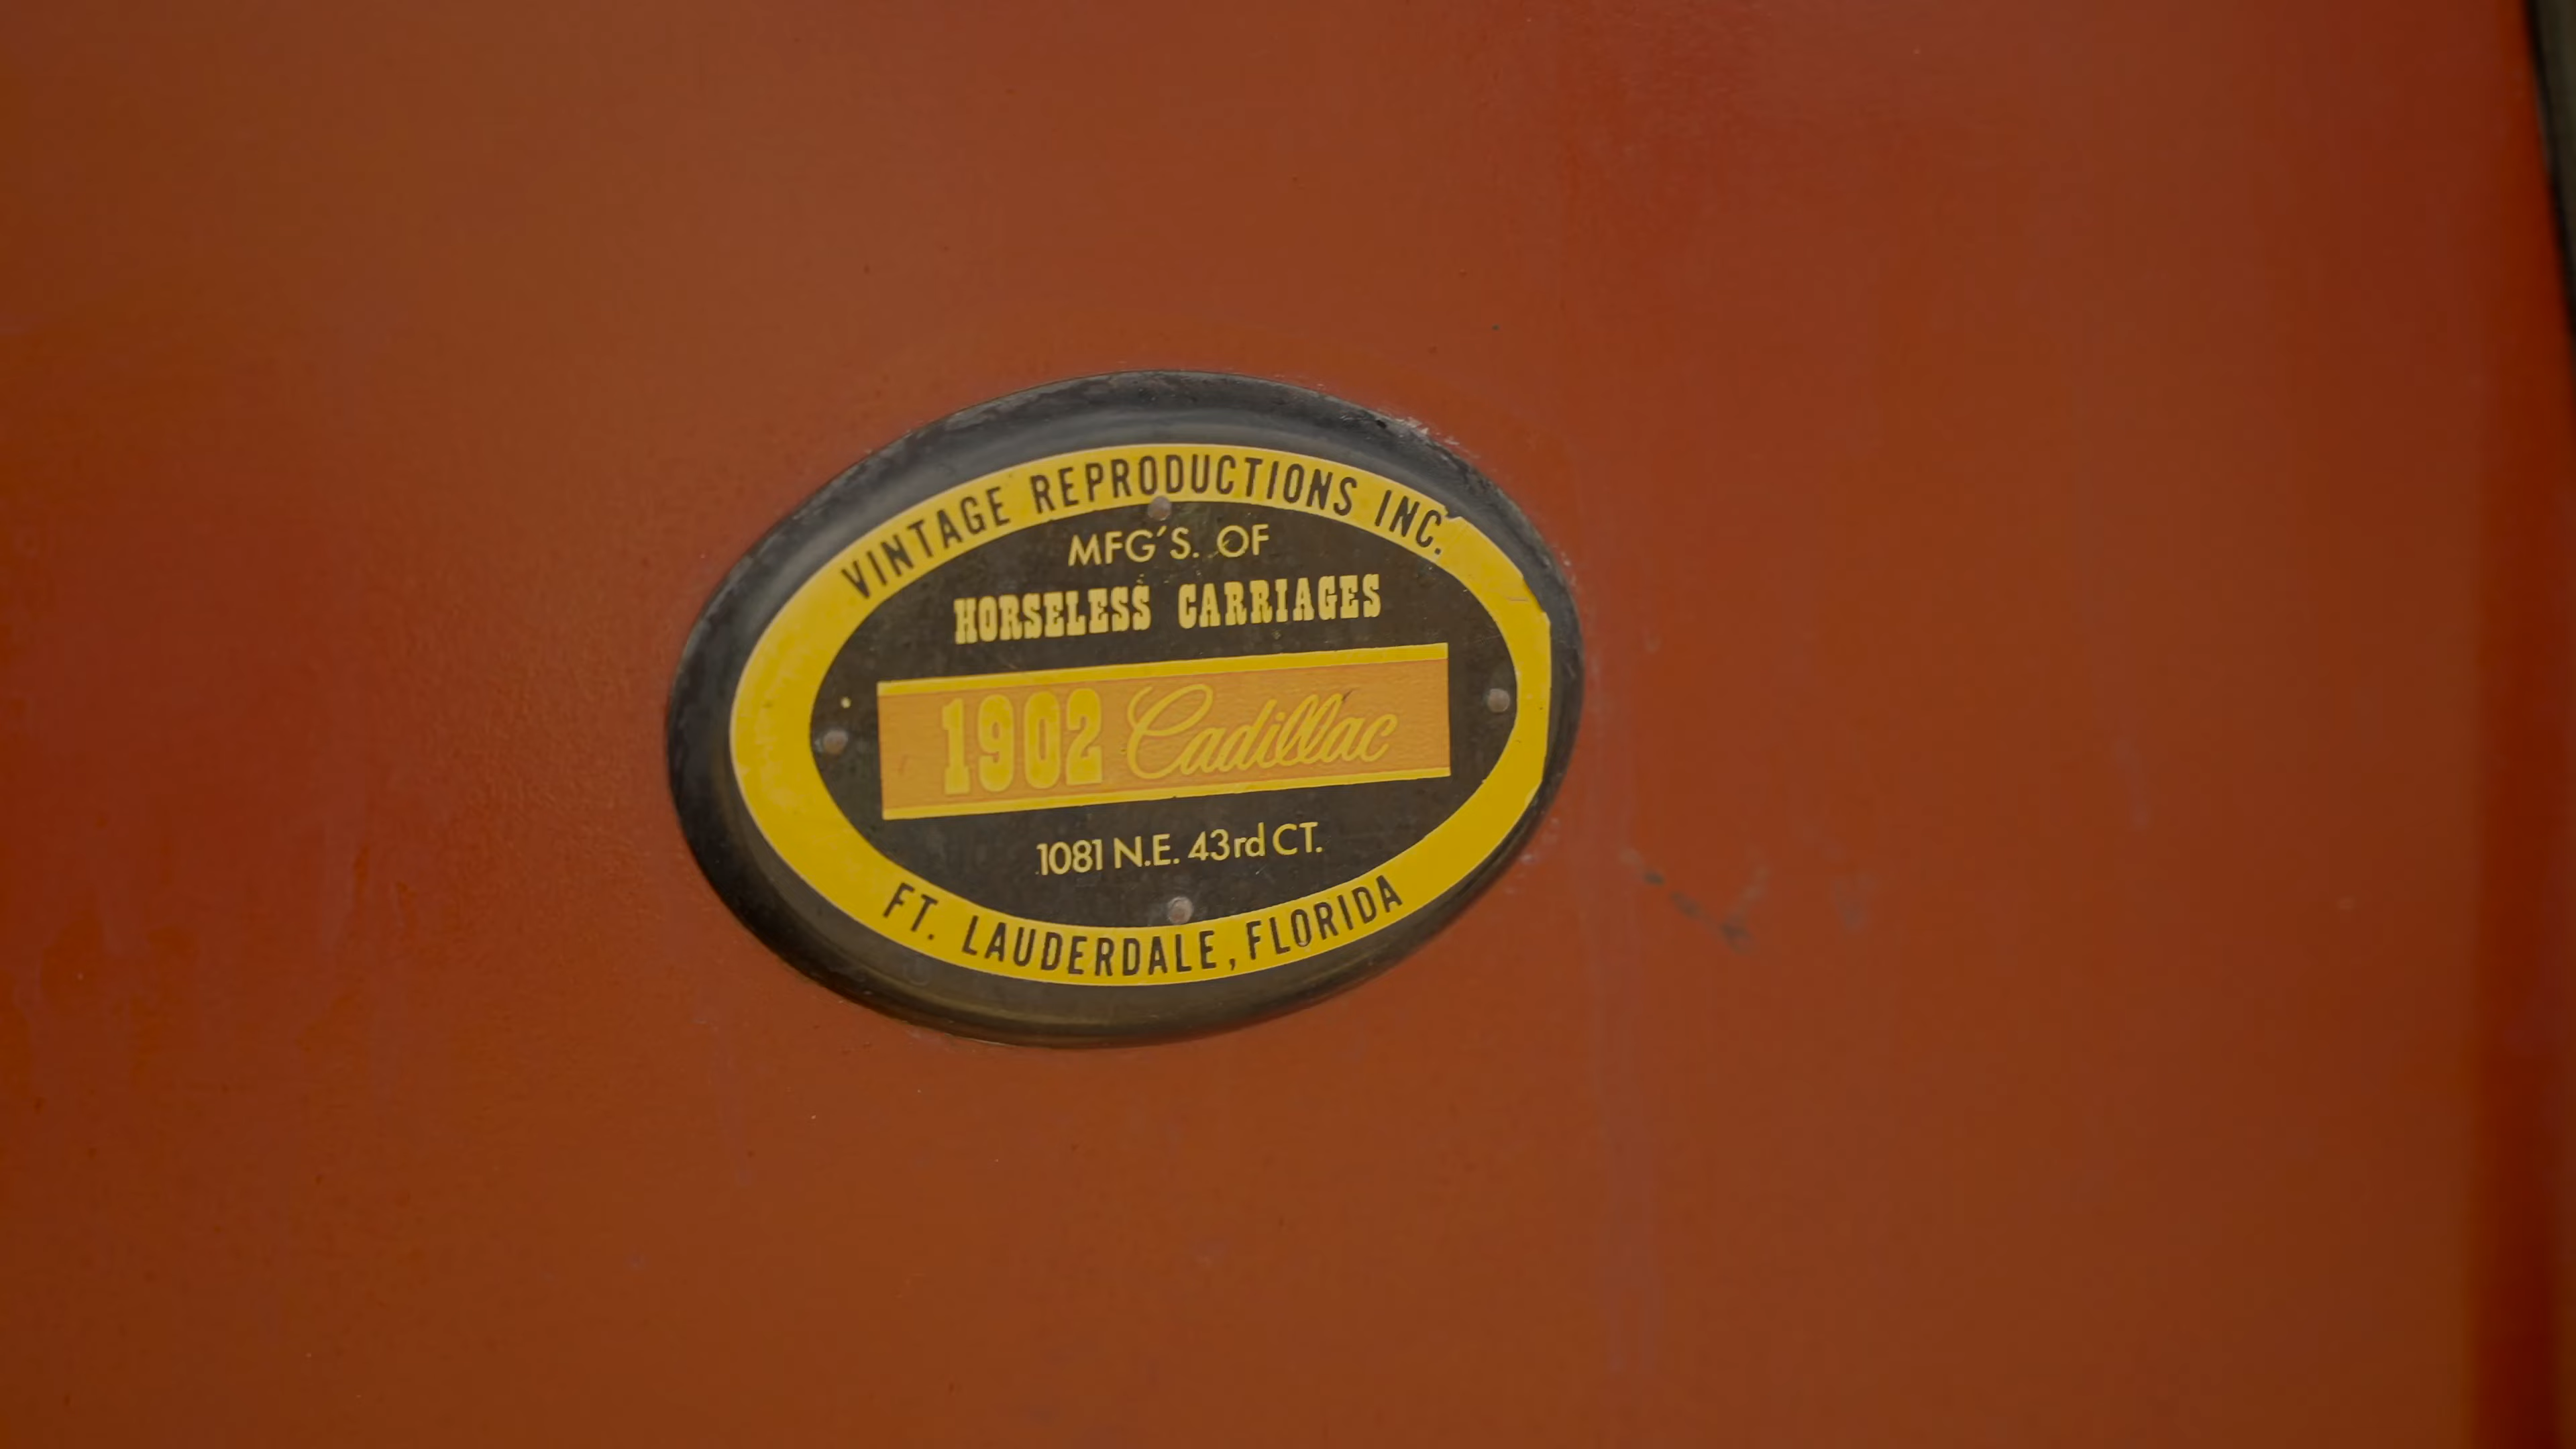 VINTAGE REPRODUCTIONS INC.
MFG'S. OF
HORSELESS CARRIAGES
1902 Cadillac
1081 N.E. 43rd CT.
FT. LAUDERDALE, FLORIDA